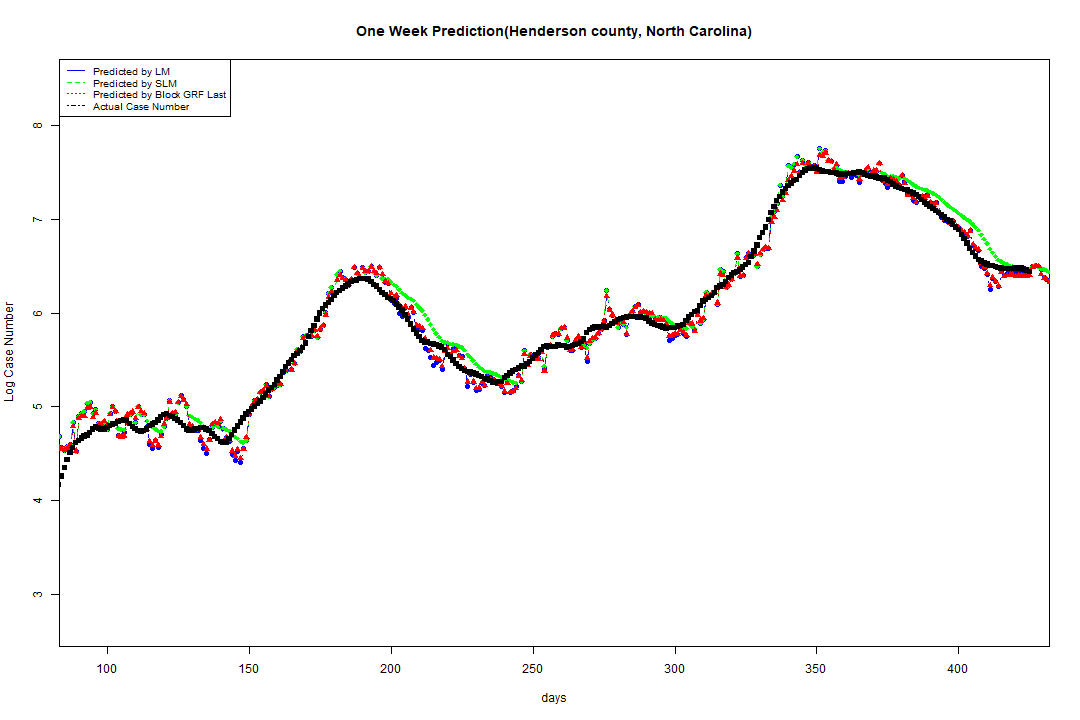 One Week Prediction(Henderson county, North Carolina)
Predicted by LM
Predicted by SLM
Predicted by Block GRF Last
Actual Case Number
8
7
6
5
4
3
Log Case Number
100 150 200 250 300 350 400
days